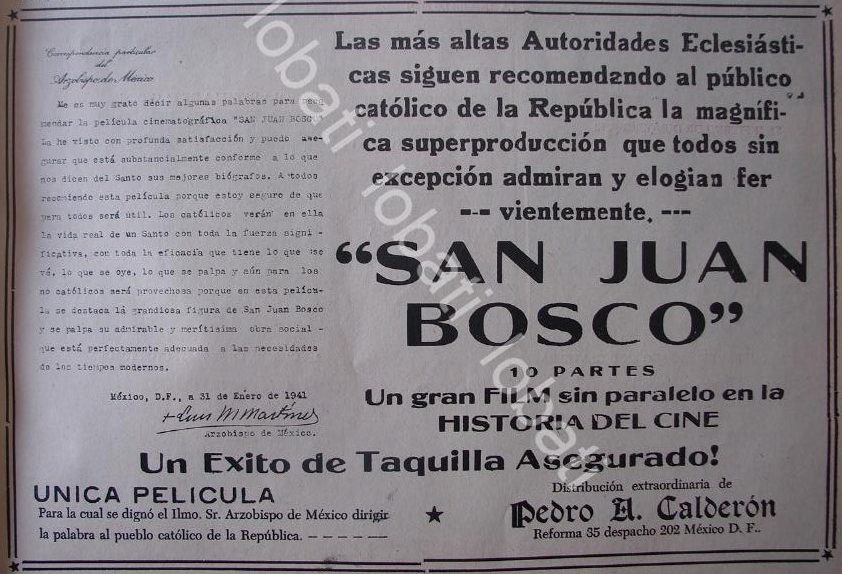 Correspondencia particular
del
Arzobispo de México
Me es muy grato decir algunas palabras para reco
mendar la película cinematográfica "SAN JUAN BOSCO"
La he visto con profunda satisfacción y puedo ase-
gurar que está substancialmente conforme a lo que
nos dicen del Santo sus mejores biógrafos. A todos
recomiendo esta película porque estoy seguro de que
para todos será útil. Los católicos verán en ella
la vida real de un Santo con toda la fuerza signi -
ficativa, con toda la eficacia que tiene lo que se
vé, lo que se oye, lo que se palpa y aún para los
no católicos será provechosa porque en esta pelícu-
la se destaca la grandiosa figura de San Juan Bosco
y se palpa su admirable y meritísima obra social -
que está perfectamente adecuada a las necesidades
de los tiempos modernos.
México, D.F., a 31 de Enero de 1941
+ Luis M Martínez
Arzobispo de México.
Las más altas Autoridades Eclesiásti-
cas siguen recomendando al público
católico de la República la magnífi-
ca superproducción que todos sin
excepción admiran y elogian fer
--- vientemente. ---
"SAN JUAN
BOSCO"
10 PARTES
Un gran FILM sin paralelo en la
HISTORIA DEL CINE
Un Exito de Taquilla Asegurado!
UNICA PELICULA
Para la cual se dignó el Ilmo. Sr. Arzobispo de México dirigir
la palabra al pueblo católico de la República. — — — — —
Distribución extraordinaria de
Pedro A. Calderón
Reforma 35 despacho 202 México D. F..
lobati lobati lobati lobati